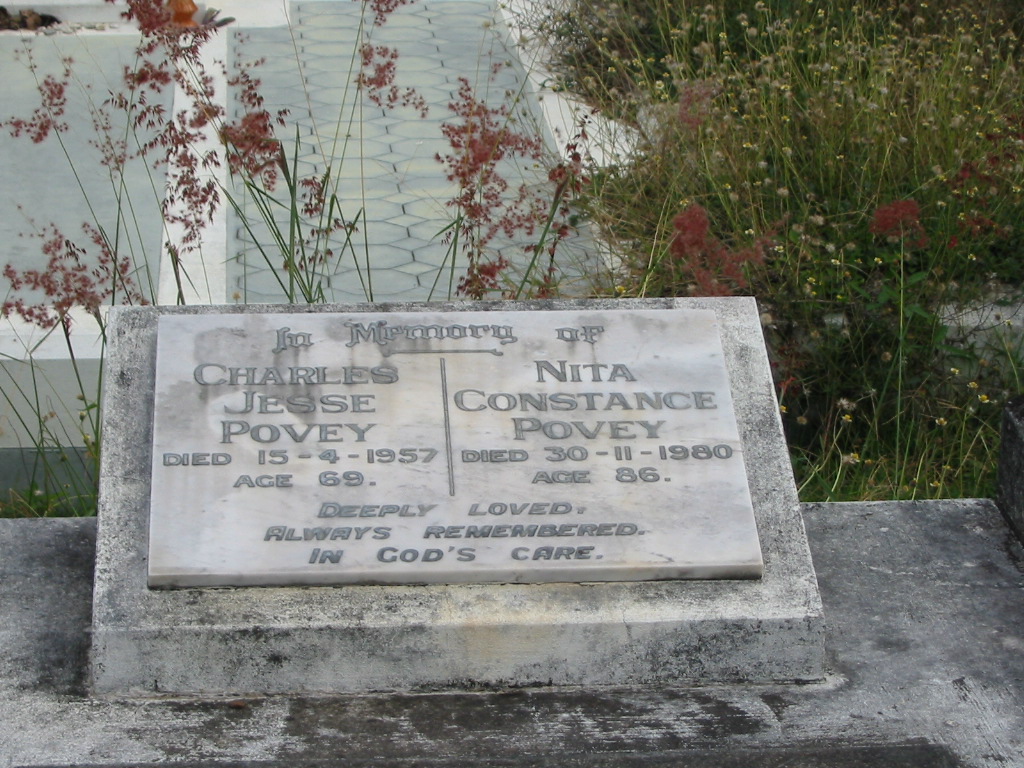 In Memory of
CHARLES
JESSE
POVEY
DIED 15-4-1957
AGE 69.
NITA
CONSTANCE
POVEY
DIED 30-11-1980
AGE 86.
DEEPLY LOVED,
ALWAYS REMEMBERED.
IN GOD'S CARE.